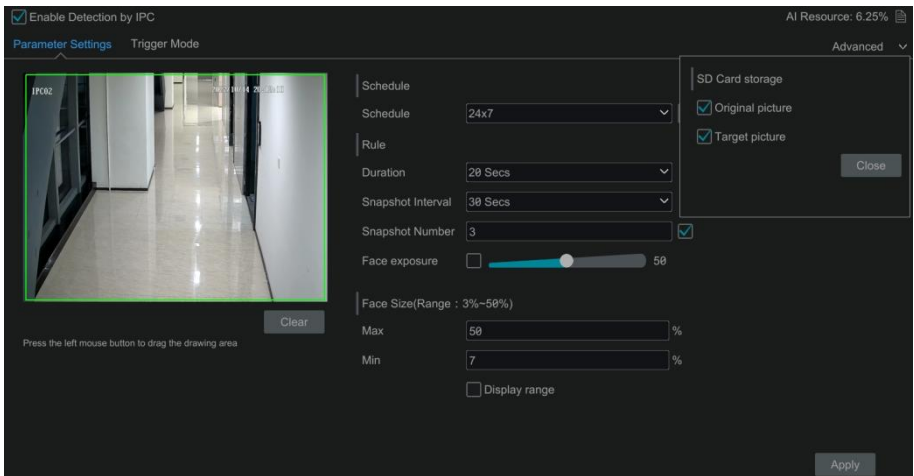 Enable Detection by IPC
AI Resource: 6.25%
Parameter Settings Trigger Mode
Advanced
IPC02
SD Card storage
Original picture
Target picture
Close
Schedule
Schedule 24x7
Rule
Duration 20 Secs
Snapshot Interval 30 Secs
Snapshot Number 3
Face exposure 50
Face Size(Range : 3%~50%)
Max 50 %
Min 7 %
Display range
Clear
Press the left mouse button to drag the drawing area
Apply